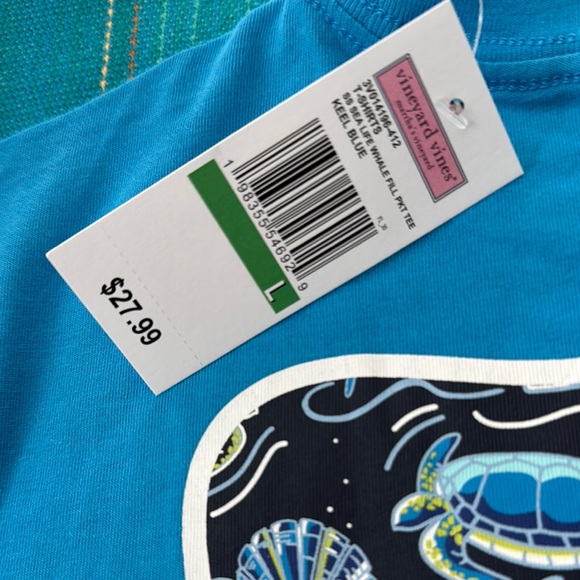 vineyard vines®
martha's vineyard
3V014196-412
T-SHIRTS
SS SEA LIFE WHALE FILL PKT TEE
KEEL BLUE
FL_30
1 98355 54692 9
L
$27.99